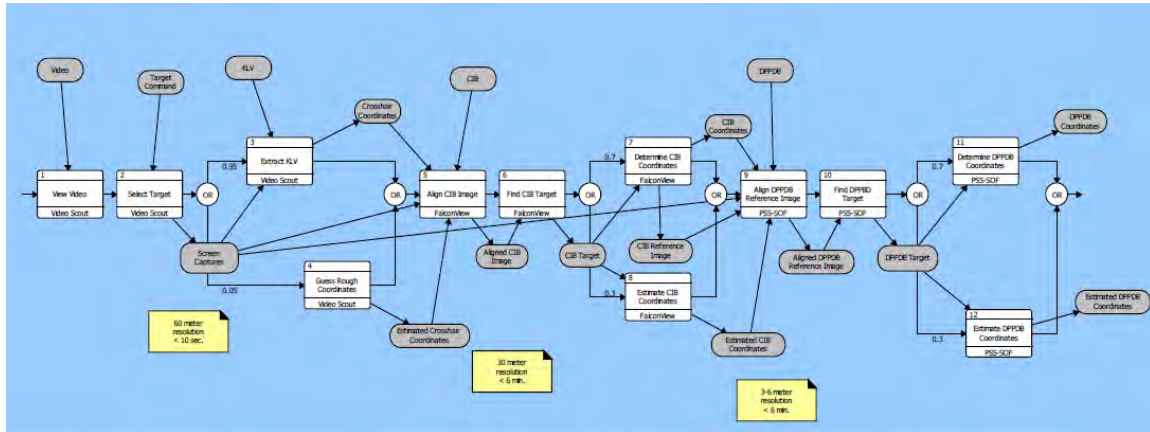 Video
Target
Command
KLV
CIB
DPPDB
Crosshair
Coordinates
CIB
Coordinates
DPPDB
Coordinates
1
View Video
Video Scout
2
Select Target
Video Scout
OR
0.95
3
Extract KLV
Video Scout
OR
5
Align CIB Image
FalconView
6
Find CIB Target
FalconView
OR
0.7
7
Determine CIB
Coordinates
FalconView
OR
9
Align DPPDB
Reference Image
PSS-SOF
10
Find DPPBD
Target
PSS-SOF
OR
0.7
11
Determine DPPDB
Coordinates
PSS-SOF
OR
Screen
Captures
Aligned CIB
Image
CIB Target
CIB Reference
Image
Aligned DPPDB
Reference Image
DPPDB Target
0.05
4
Guess Rough
Coordinates
Video Scout
0.3
8
Estimate CIB
Coordinates
FalconView
Estimated DPPDB
Coordinates
0.3
12
Estimate DPPDB
Coordinates
PSS-SOF
Estimated Crosshair
Coordinates
Estimated CIB
Coordinates
60 meter
resolution
< 10 sec.
30 meter
resolution
< 6 min.
3-6 meter
resolution
< 6 min.